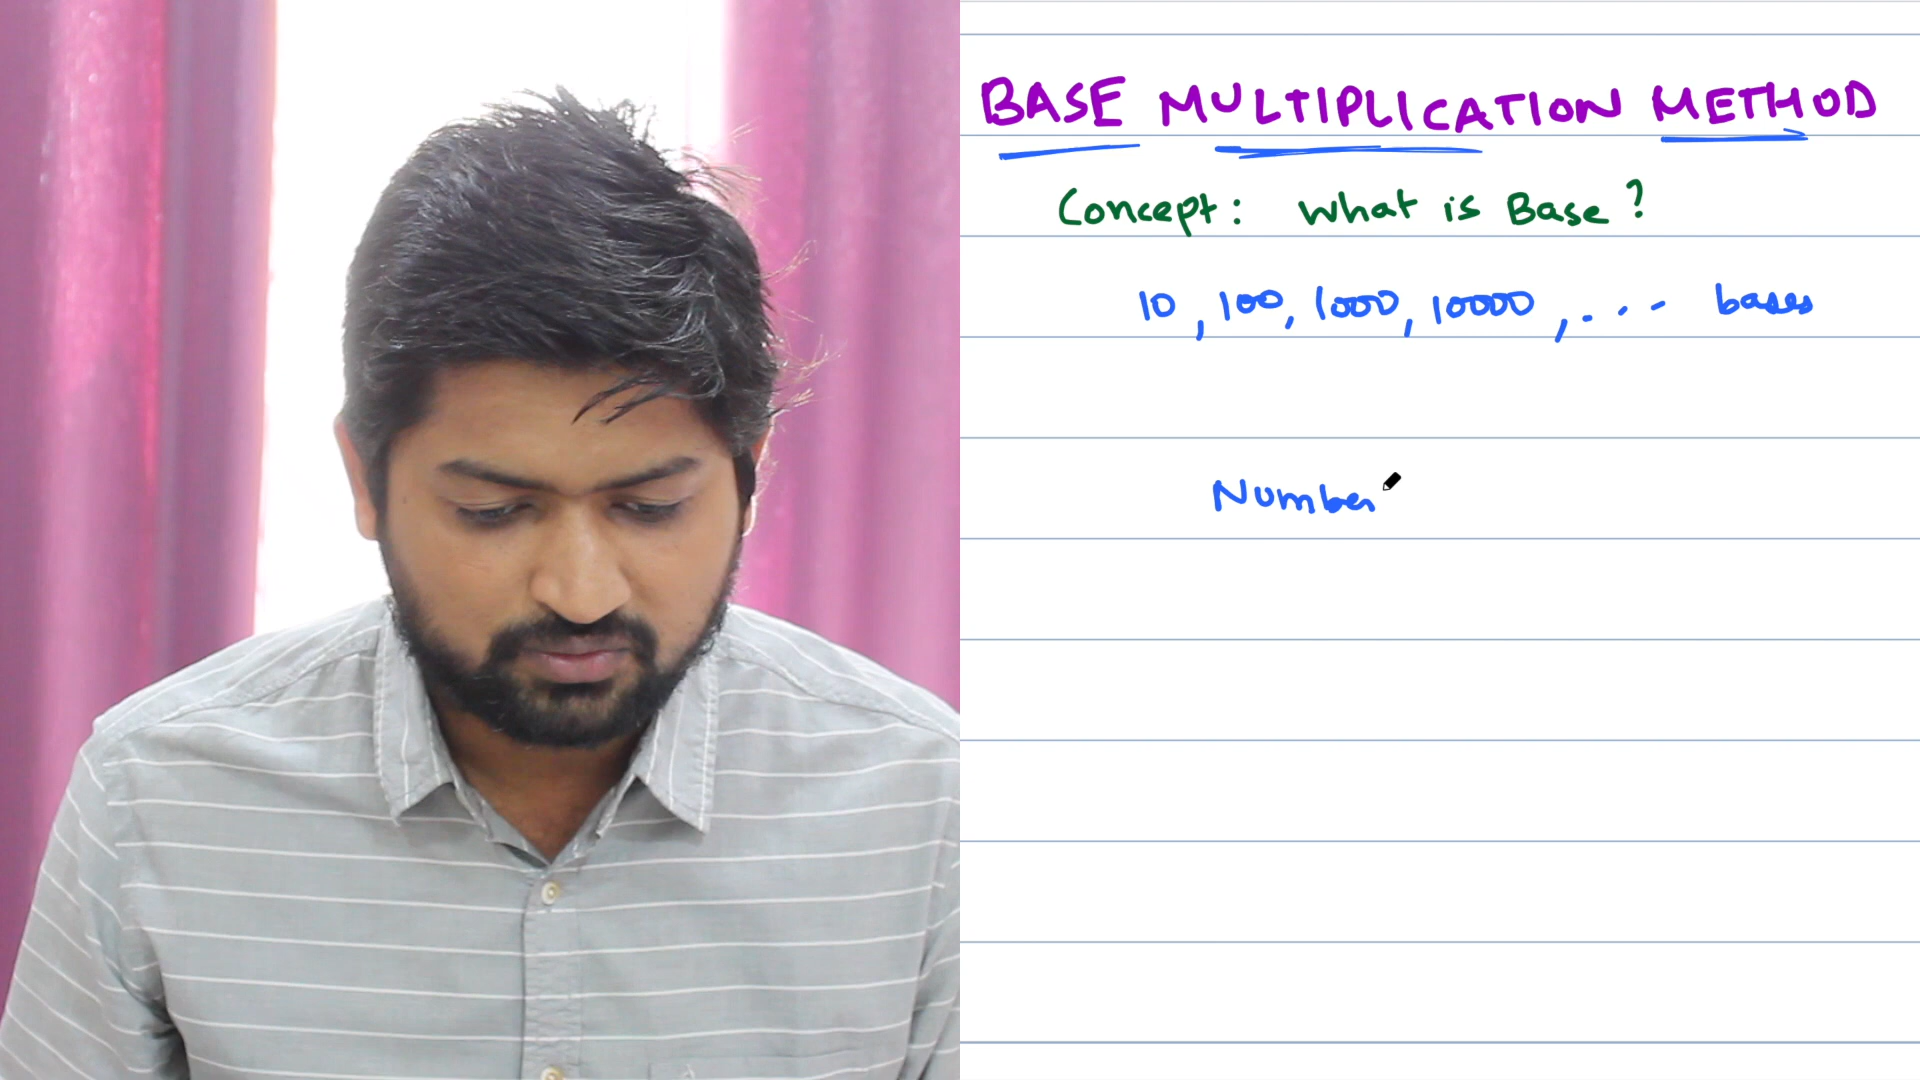 BASE MULTIPLICATION METHOD
Concept: What is Base?
10, 100, 1000, 10000, ... bases
Number